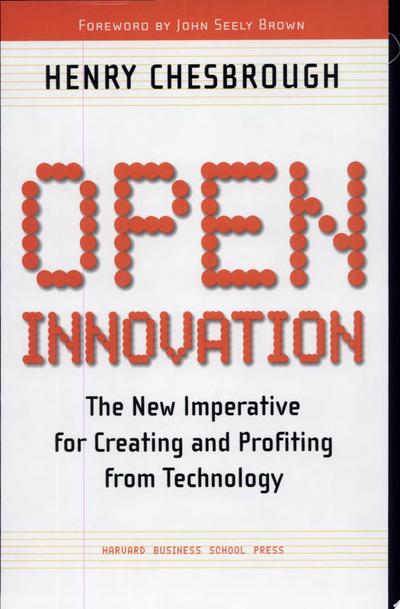 FOREWORD BY JOHN SEELY BROWN
HENRY CHESBROUGH
OPEN
INNOVATION
The New Imperative
for Creating and Profiting
from Technology
HARVARD BUSINESS SCHOOL PRESS